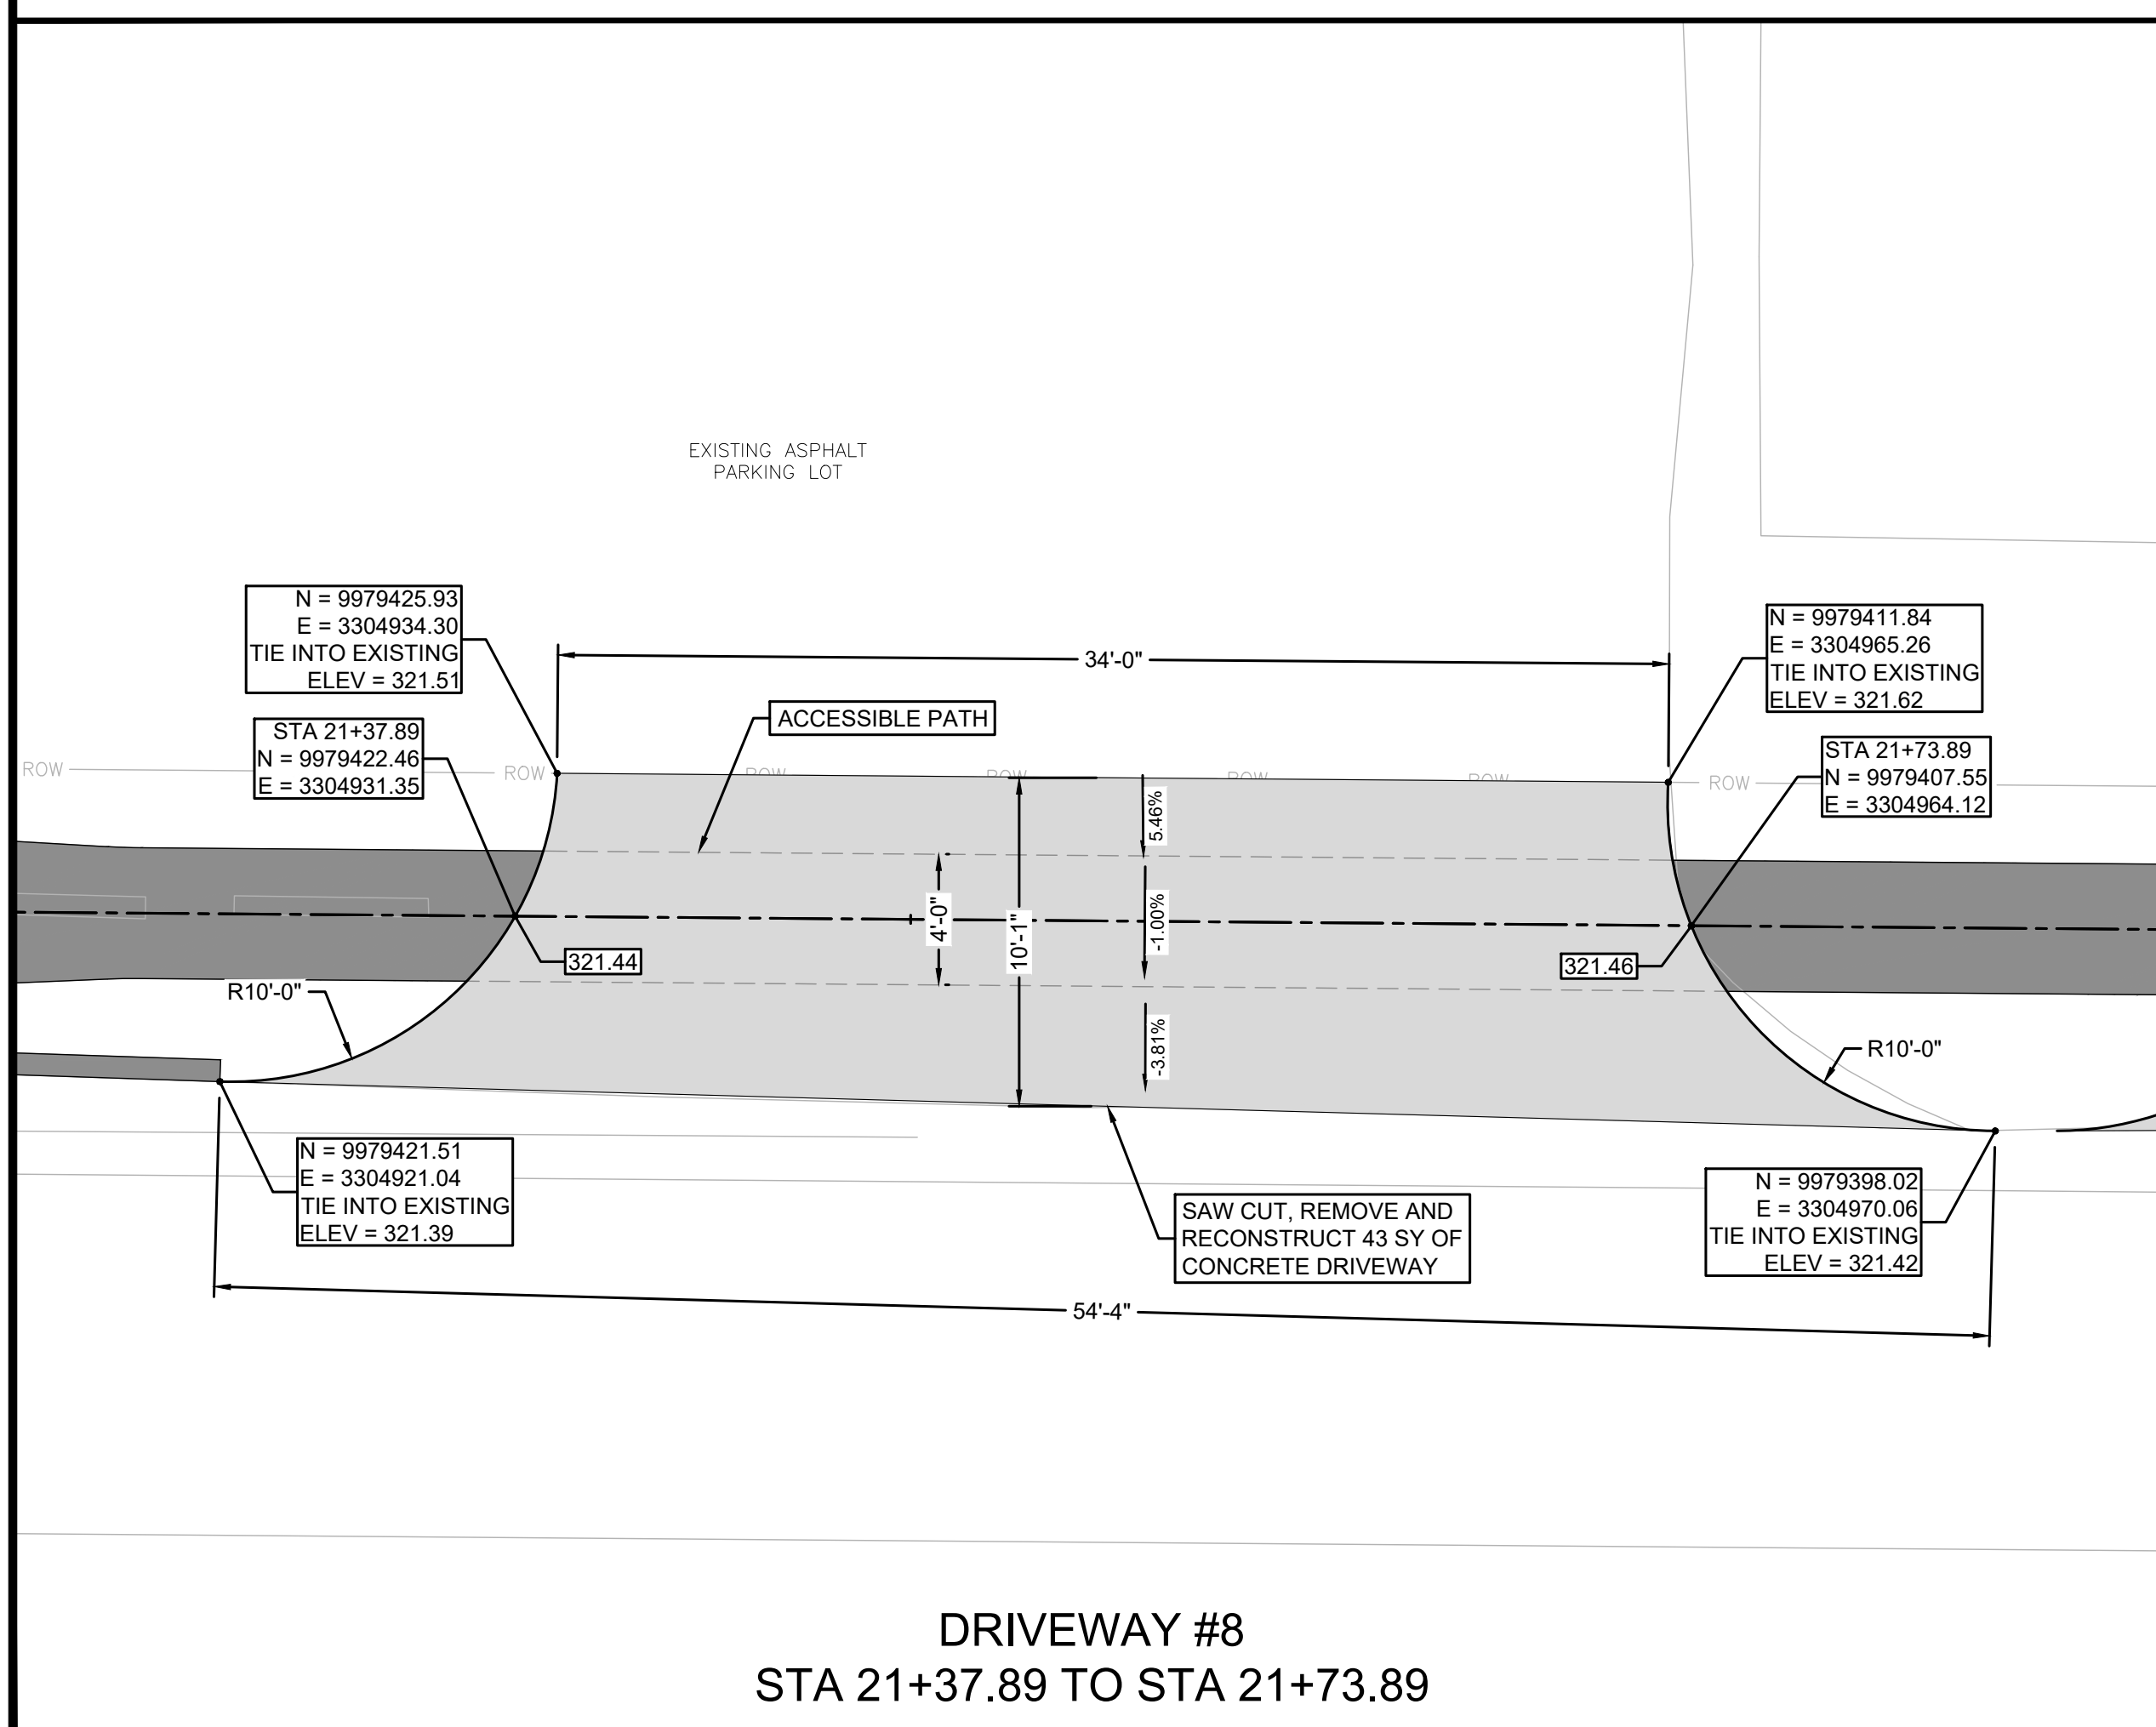 EXISTING ASPHALT
PARKING LOT
N = 9979425.93
E = 3304934.30
TIE INTO EXISTING
ELEV = 321.51
N = 9979411.84
E = 3304965.26
TIE INTO EXISTING
ELEV = 321.62
34'-0"
ACCESSIBLE PATH
STA 21+37.89
N = 9979422.46
E = 3304931.35
STA 21+73.89
N = 9979407.55
E = 3304964.12
ROW
ROW
ROW
ROW
ROW
ROW
ROW
5.46%
4'-0"
10'-1"
-1.00%
321.44
321.46
R10'-0"
-3.81%
R10'-0"
N = 9979421.51
E = 3304921.04
TIE INTO EXISTING
ELEV = 321.39
SAW CUT, REMOVE AND
RECONSTRUCT 43 SY OF
CONCRETE DRIVEWAY
N = 9979398.02
E = 3304970.06
TIE INTO EXISTING
ELEV = 321.42
54'-4"
DRIVEWAY #8
STA 21+37.89 TO STA 21+73.89